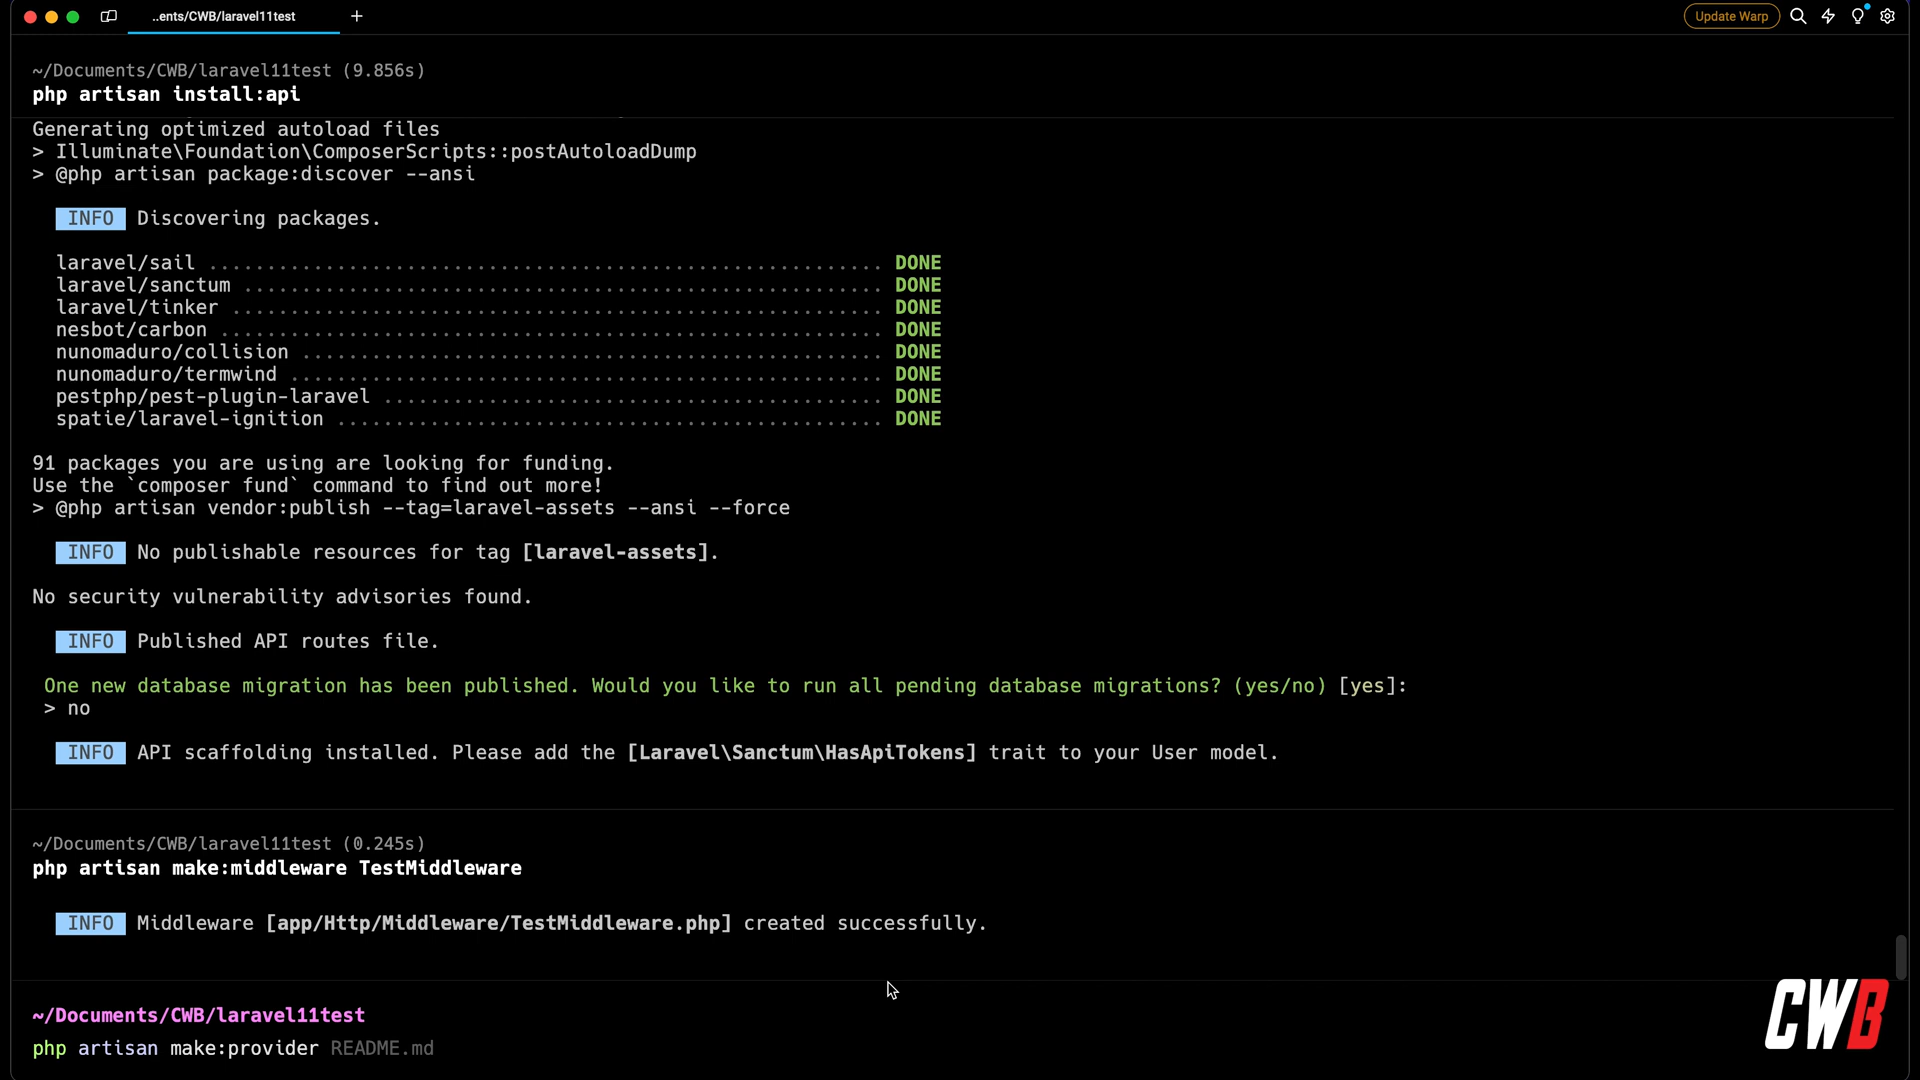 ..ents/CWB/laravel11test
Update Warp
~/Documents/CWB/laravel11test (9.856s)
php artisan install:api
Generating optimized autoload files
> Illuminate\Foundation\ComposerScripts::postAutoloadDump
> @php artisan package:discover --ansi
INFO Discovering packages.
laravel/sail .......................................................... DONE
laravel/sanctum ....................................................... DONE
laravel/tinker ........................................................ DONE
nesbot/carbon ......................................................... DONE
nunomaduro/collision .................................................. DONE
nunomaduro/termwind ................................................... DONE
pestphp/pest-plugin-laravel ........................................... DONE
spatie/laravel-ignition ............................................... DONE
91 packages you are using are looking for funding.
Use the `composer fund` command to find out more!
> @php artisan vendor:publish --tag=laravel-assets --ansi --force
INFO No publishable resources for tag [laravel-assets].
No security vulnerability advisories found.
INFO Published API routes file.
One new database migration has been published. Would you like to run all pending database migrations? (yes/no) [yes]:
> no
INFO API scaffolding installed. Please add the [Laravel\Sanctum\HasApiTokens] trait to your User model.
~/Documents/CWB/laravel11test (0.245s)
php artisan make:middleware TestMiddleware
INFO Middleware [app/Http/Middleware/TestMiddleware.php] created successfully.
~/Documents/CWB/laravel11test
php artisan make:provider README.md
CWB